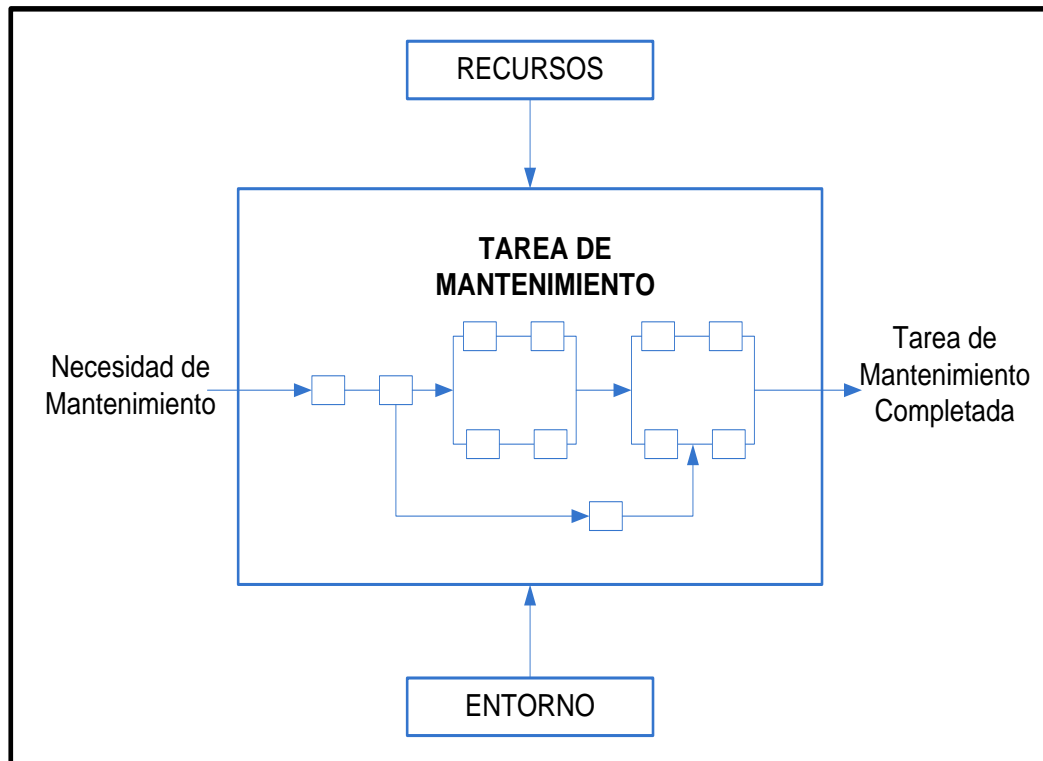 RECURSOS
TAREA DE
MANTENIMIENTO
Necesidad de
Mantenimiento
Tarea de
Mantenimiento
Completada
ENTORNO